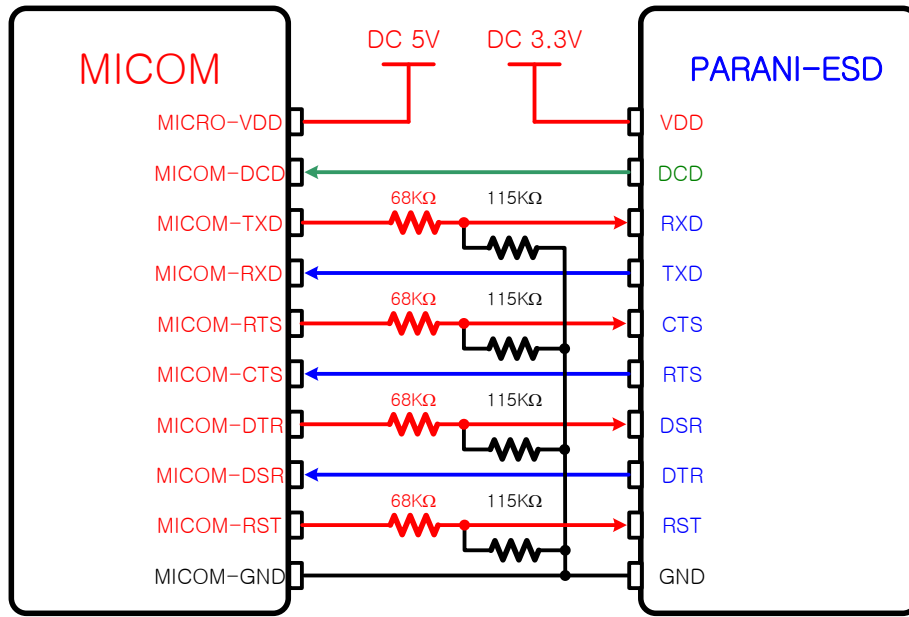 DC 5V DC 3.3V
MICOM PARANI-ESD
MICRO-VDD VDD
MICOM-DCD DCD
68KΩ 115KΩ
MICOM-TXD RXD
MICOM-RXD TXD
68KΩ 115KΩ
MICOM-RTS CTS
MICOM-CTS RTS
68KΩ 115KΩ
MICOM-DTR DSR
MICOM-DSR DTR
68KΩ 115KΩ
MICOM-RST RST
MICOM-GND GND